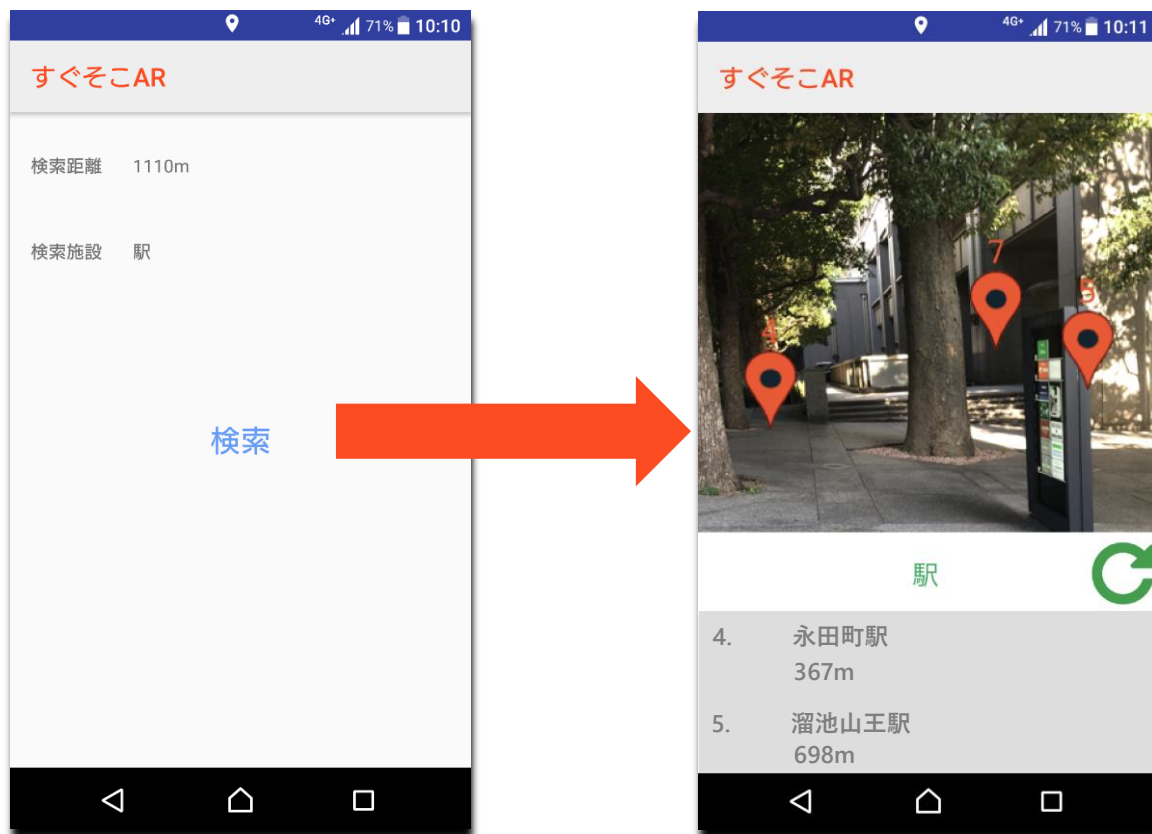 4G+ 71% 10:10
すぐそこAR
検索距離 1110m
検索施設 駅
検索
4G+ 71% 10:11
すぐそこAR
7
5
4
駅
4. 永田町駅
367m
5. 溜池山王駅
698m